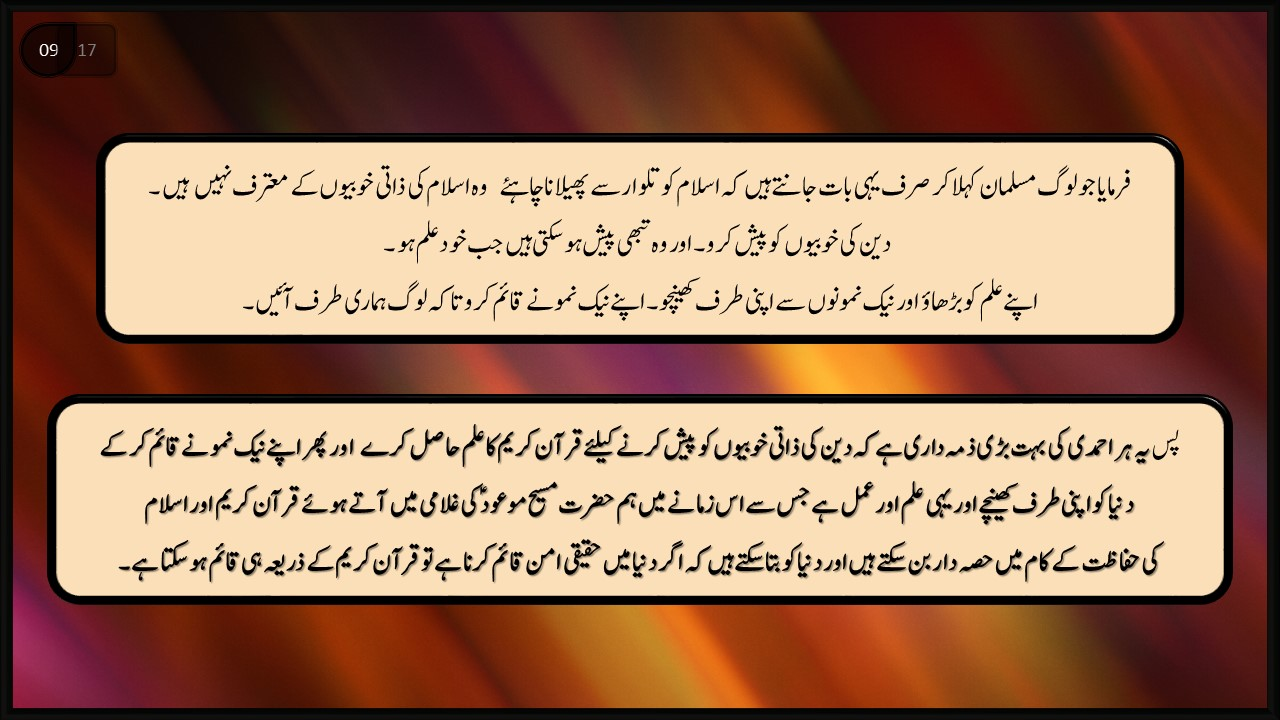 09 17
فرمایا جو لوگ مسلمان کہلا کر صرف یہی بات جانتے ہیں کہ اسلام کو تلوار سے پھیلانا چاہئے وہ اسلام کی ذاتی خوبیوں کے معترف نہیں ہیں۔
دین کی خوبیوں کو پیش کرو۔ اور وہ تبھی پیش ہو سکتی ہیں جب خود علم ہو۔
اپنے علم کو بڑھاؤ اور نیک نمونوں سے اپنی طرف کھینچو۔ اپنے نیک نمونے قائم کرو تا کہ لوگ ہماری طرف آئیں۔
پس یہ ہر احمدی کی بہت بڑی ذمہ داری ہے کہ دین کی ذاتی خوبیوں کو پیش کرنے کیلئے قرآن کریم کا علم حاصل کرے اور پھر اپنے نیک نمونے قائم کر کے
دنیا کو اپنی طرف کھینچے اور یہی علم اور عمل ہے جس سے اس زمانے میں ہم حضرت مسیح موعودؑ کی غلامی میں آتے ہوئے قرآن کریم اور اسلام
کی حفاظت کے کام میں حصہ دار بن سکتے ہیں اور دنیا کو بتا سکتے ہیں کہ اگر دنیا میں حقیقی امن قائم کرنا ہے تو قرآن کریم کے ذریعہ ہی قائم ہو سکتا ہے۔